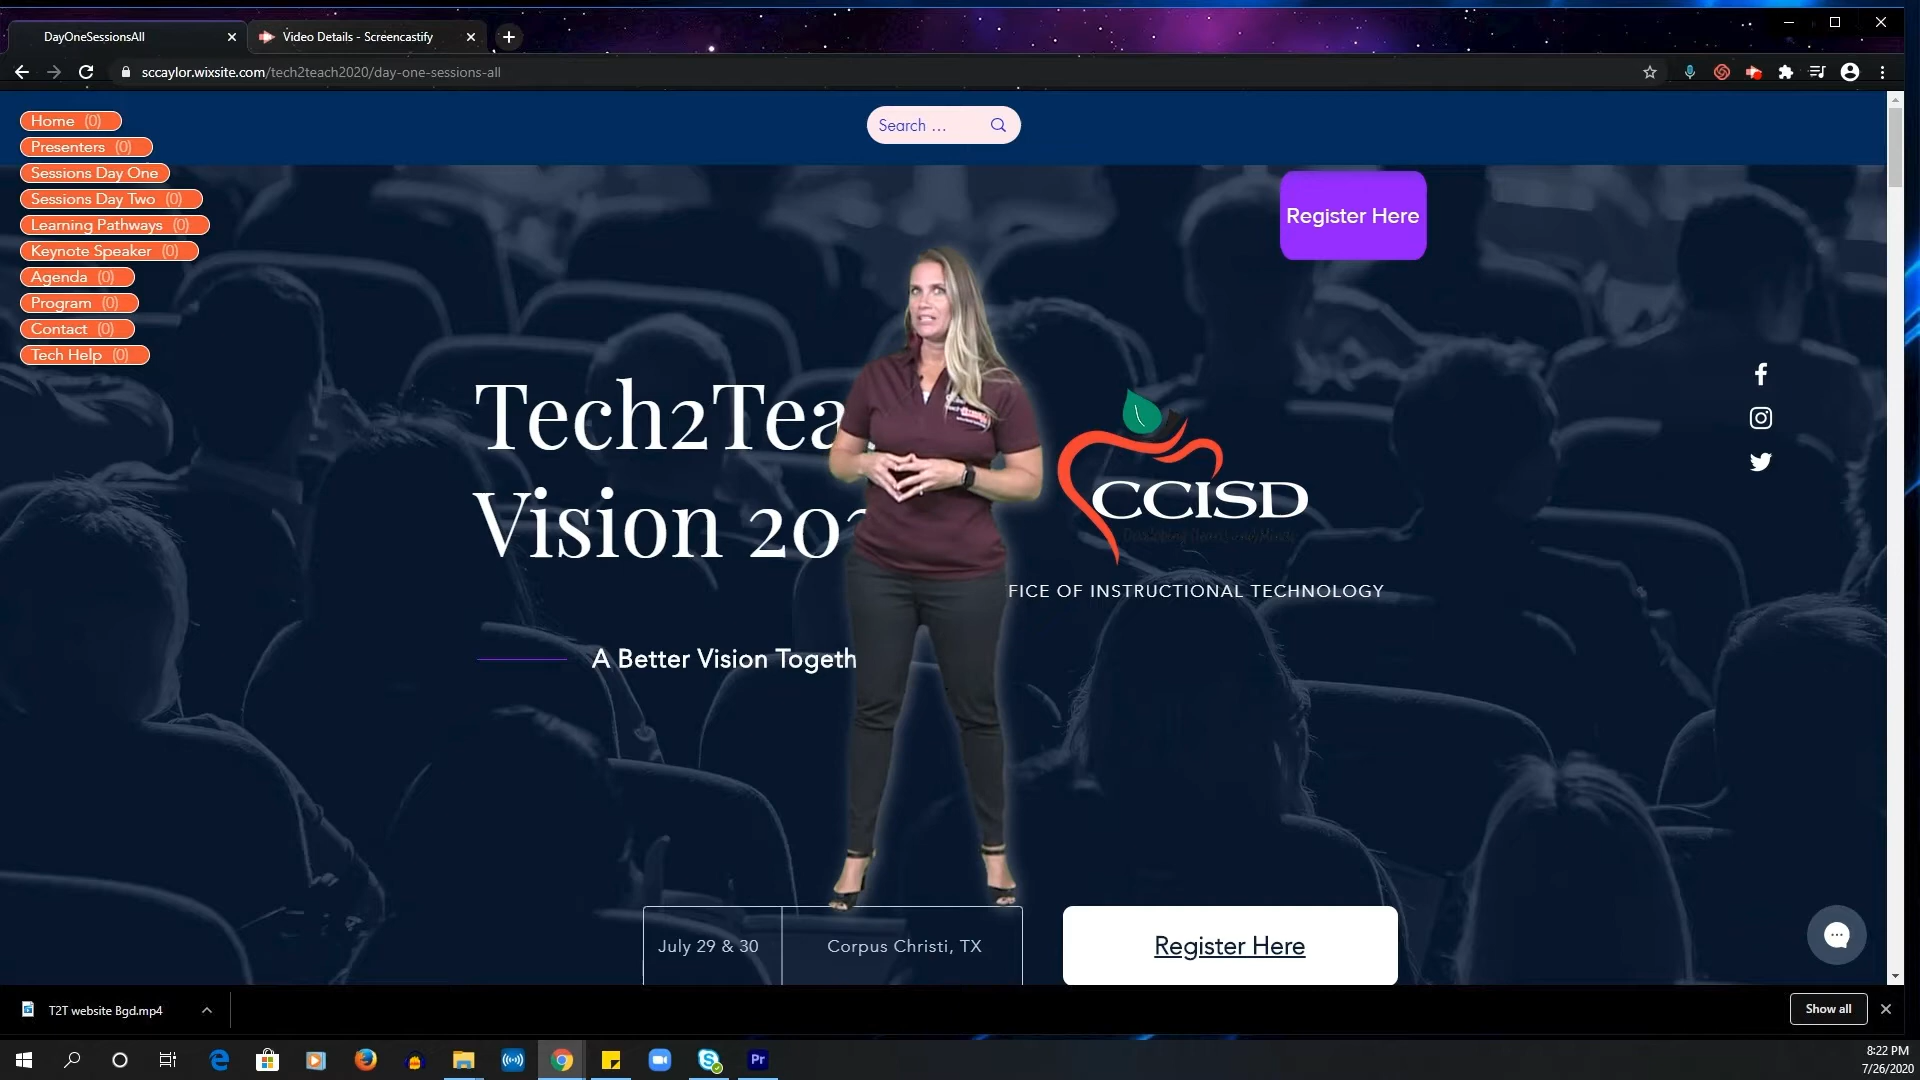 DayOneSessionsAll
Video Details - Screencastify
sccaylor.wixsite.com/tech2teach2020/day-one-sessions-all
Search ...
Home (0)
Presenters (0)
Sessions Day One
Sessions Day Two (0)
Learning Pathways (0)
Keynote Speaker (0)
Agenda (0)
Program (0)
Contact (0)
Tech Help (0)
Register Here
Tech2Tea
Vision 202
CCISD
FICE OF INSTRUCTIONAL TECHNOLOGY
A Better Vision Togeth
July 29 & 30
Corpus Christi, TX
Register Here
T2T website Bgd.mp4
Show all
Pr
8:22 PM
7/26/2020